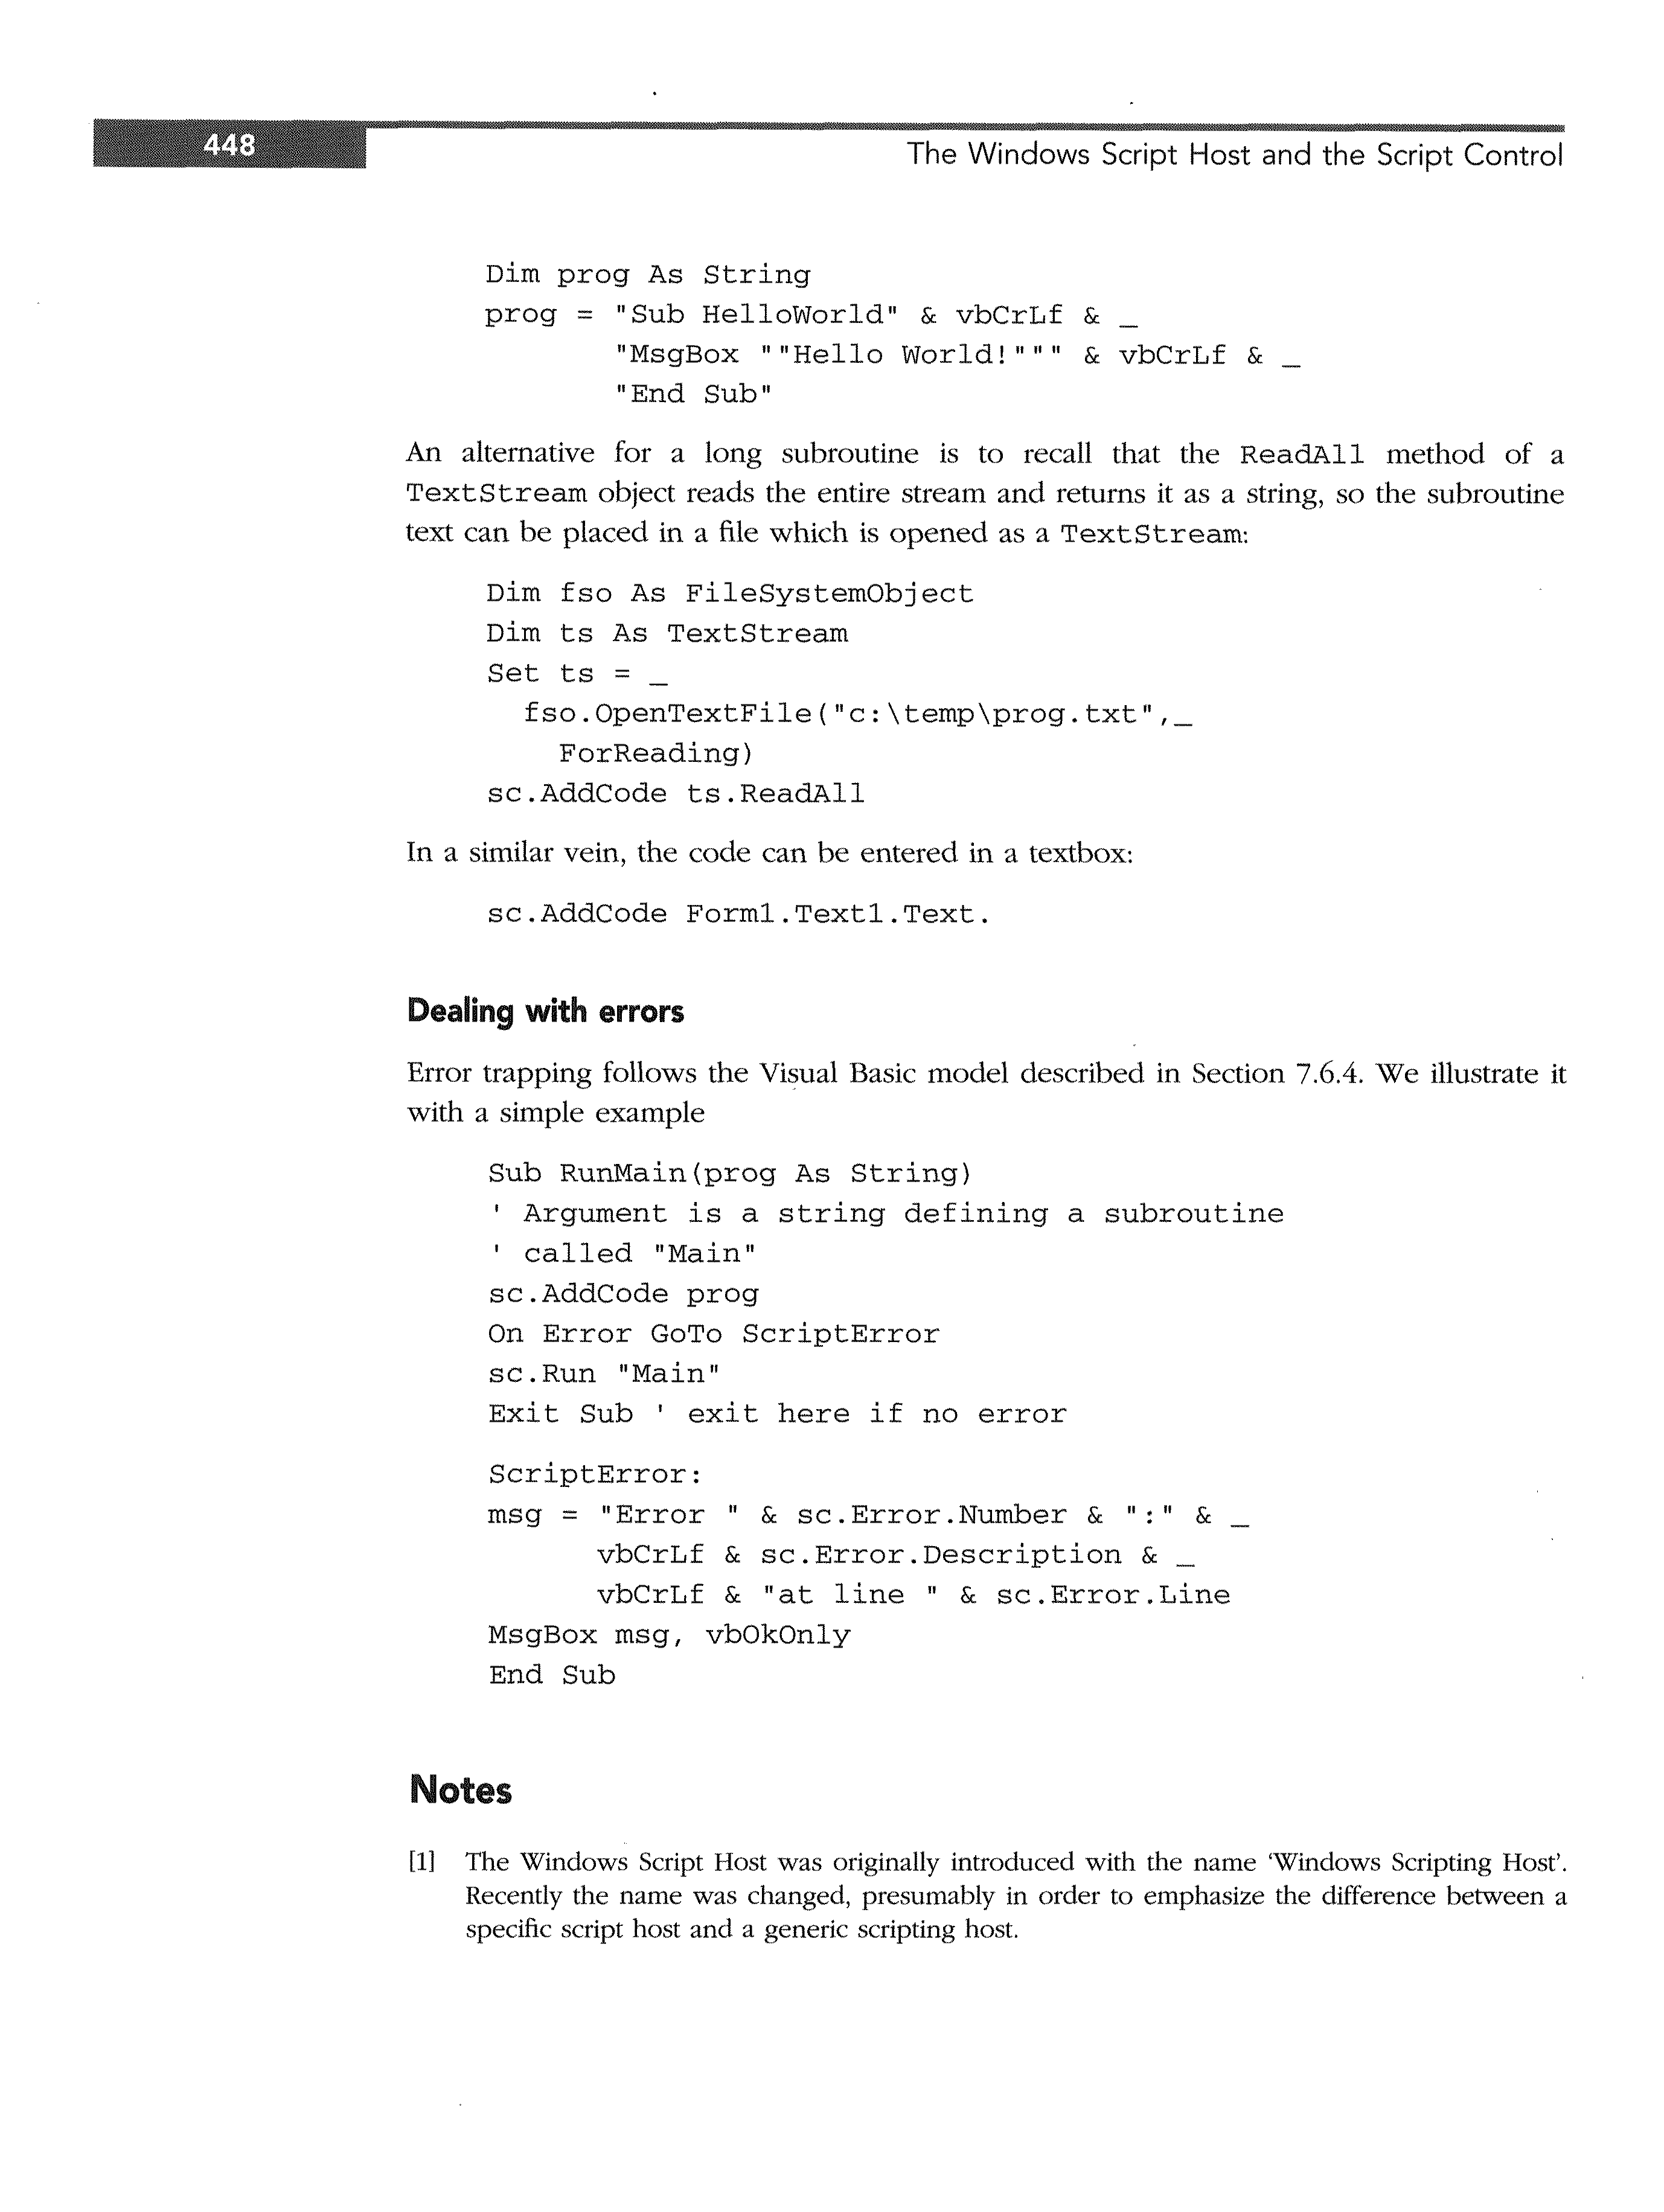 448
The Windows Script Host and the Script Control
Dim prog As String
prog = "Sub HelloWorld" & vbCrLf & _
"MsgBox ""Hello World!""" & vbCrLf & _
"End Sub"
An alternative for a long subroutine is to recall that the ReadAll method of a
TextStream object reads the entire stream and returns it as a string, so the subroutine
text can be placed in a file which is opened as a TextStream:
Dim fso As FileSystemObject
Dim ts As TextStream
Set ts = _
fso.OpenTextFile("c:\temp\prog.txt",_
ForReading)
sc.AddCode ts.ReadAll
In a similar vein, the code can be entered in a textbox:
sc.AddCode Form1.Text1.Text.
Dealing with errors
Error trapping follows the Visual Basic model described in Section 7.6.4. We illustrate it
with a simple example
Sub RunMain(prog As String)
' Argument is a string defining a subroutine
' called "Main"
sc.AddCode prog
On Error GoTo ScriptError
sc.Run "Main"
Exit Sub ' exit here if no error
ScriptError:
msg = "Error " & sc.Error.Number & ":" & _
vbCrLf & sc.Error.Description & _
vbCrLf & "at line " & sc.Error.Line
MsgBox msg, vbOkOnly
End Sub
Notes
[1] The Windows Script Host was originally introduced with the name ‘Windows Scripting Host’.
Recently the name was changed, presumably in order to emphasize the difference between a
specific script host and a generic scripting host.